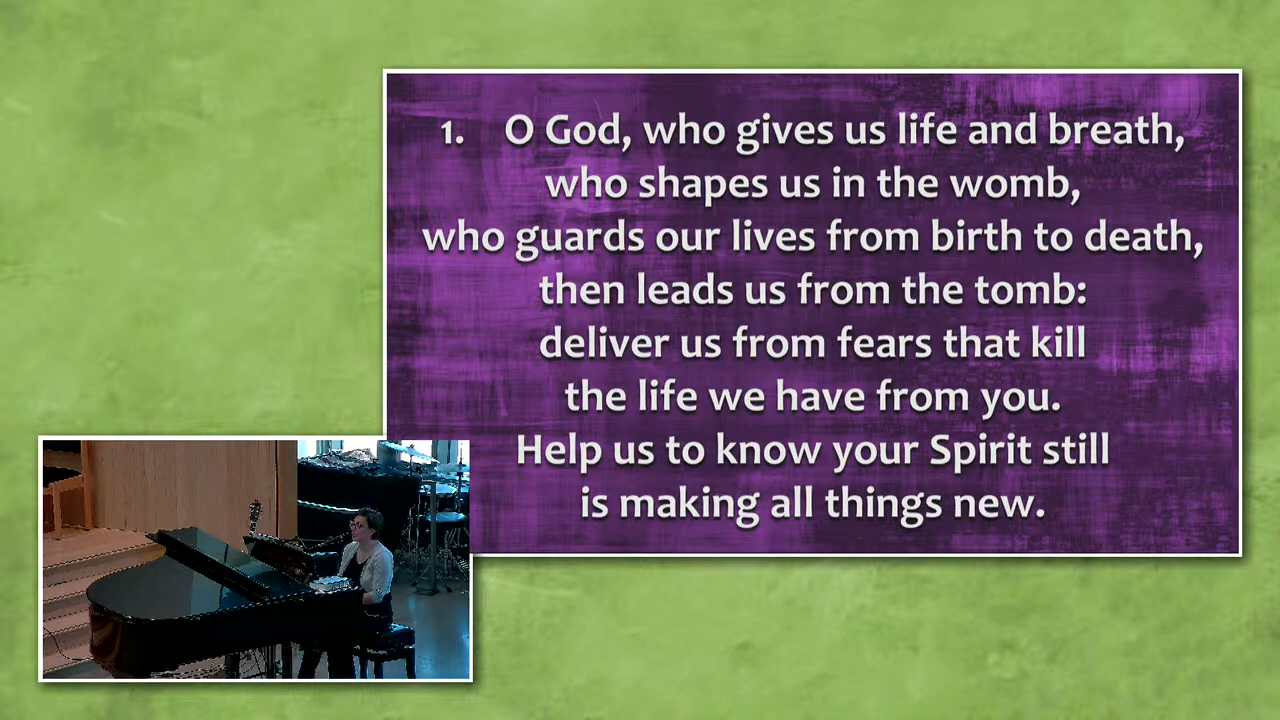 1. O God, who gives us life and breath,
who shapes us in the womb,
who guards our lives from birth to death,
then leads us from the tomb:
deliver us from fears that kill
the life we have from you.
Help us to know your Spirit still
is making all things new.